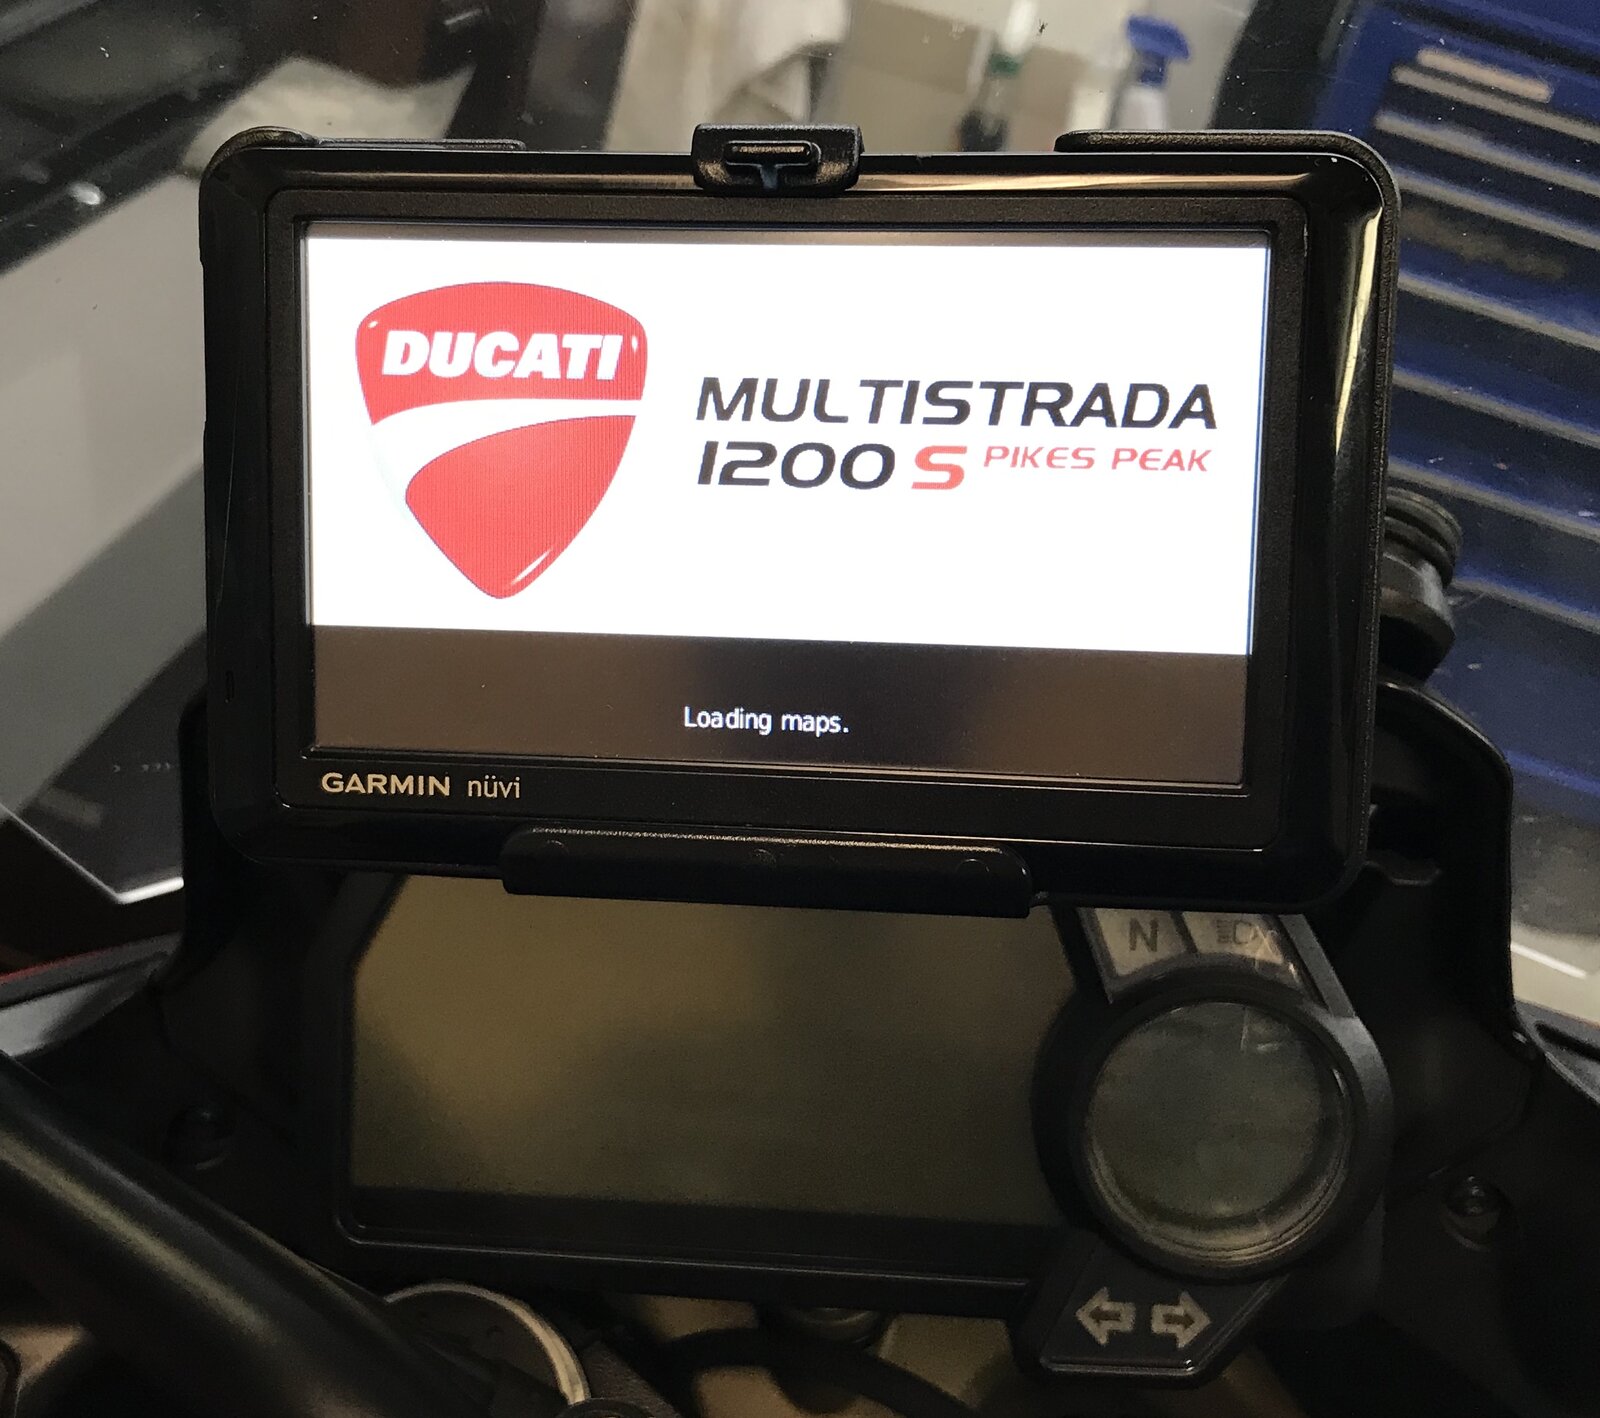 DUCATI
MULTISTRADA
1200 S PIKES PEAK
Loading maps.
GARMIN nüvi
N